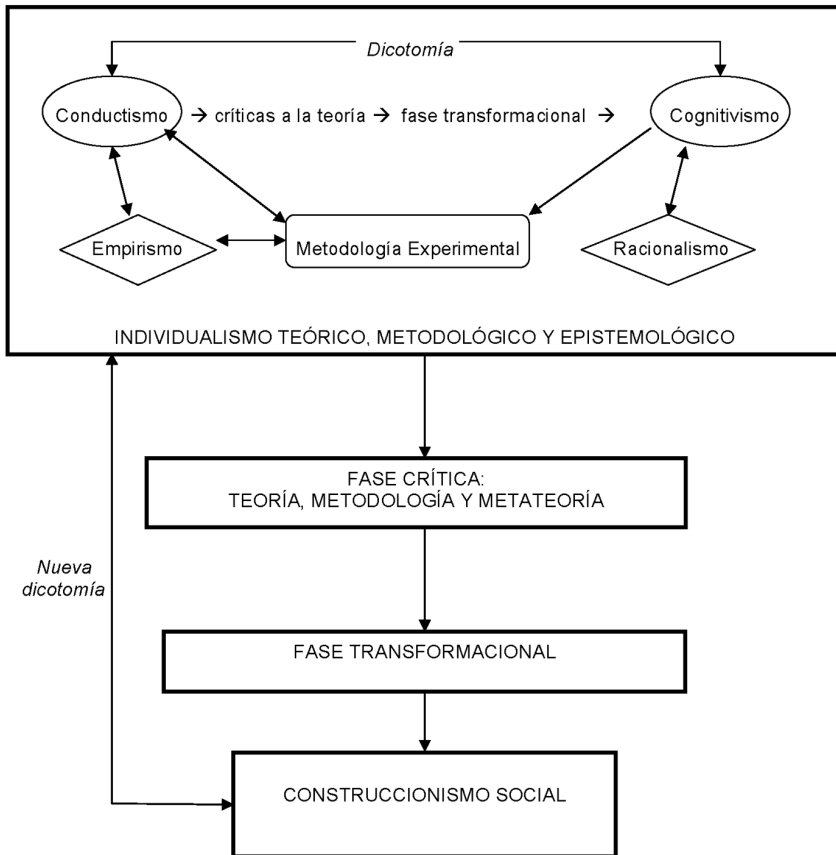 Dicotomía
Conductismo → críticas a la teoría → fase transformacional → Cognitivismo
Empirismo Metodología Experimental Racionalismo
INDIVIDUALISMO TEÓRICO, METODOLÓGICO Y EPISTEMOLÓGICO
FASE CRÍTICA:
TEORÍA, METODOLOGÍA Y METATEORÍA
Nueva
dicotomía
FASE TRANSFORMACIONAL
CONSTRUCCIONISMO SOCIAL